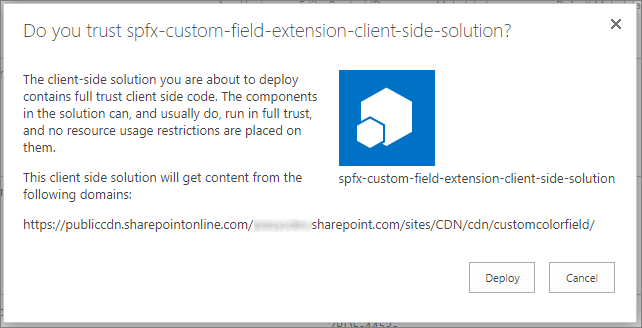 Do you trust spfx-custom-field-extension-client-side-solution?
The client-side solution you are about to deploy
contains full trust client side code. The components
in the solution can, and usually do, run in full trust,
and no resource usage restrictions are placed on
them.
This client side solution will get content from the
following domains:
spfx-custom-field-extension-client-side-solution
https://publiccdn.sharepointonline.com/ sharepoint.com/sites/CDN/cdn/customcolorfield/
Deploy
Cancel